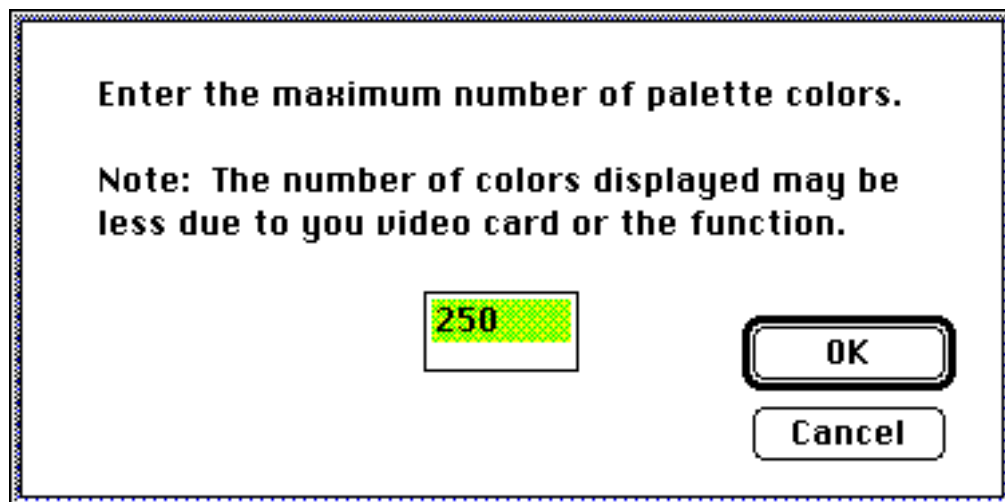 Enter the maximum number of palette colors.
Note: The number of colors displayed may be
less due to you video card or the function.
250
OK
Cancel